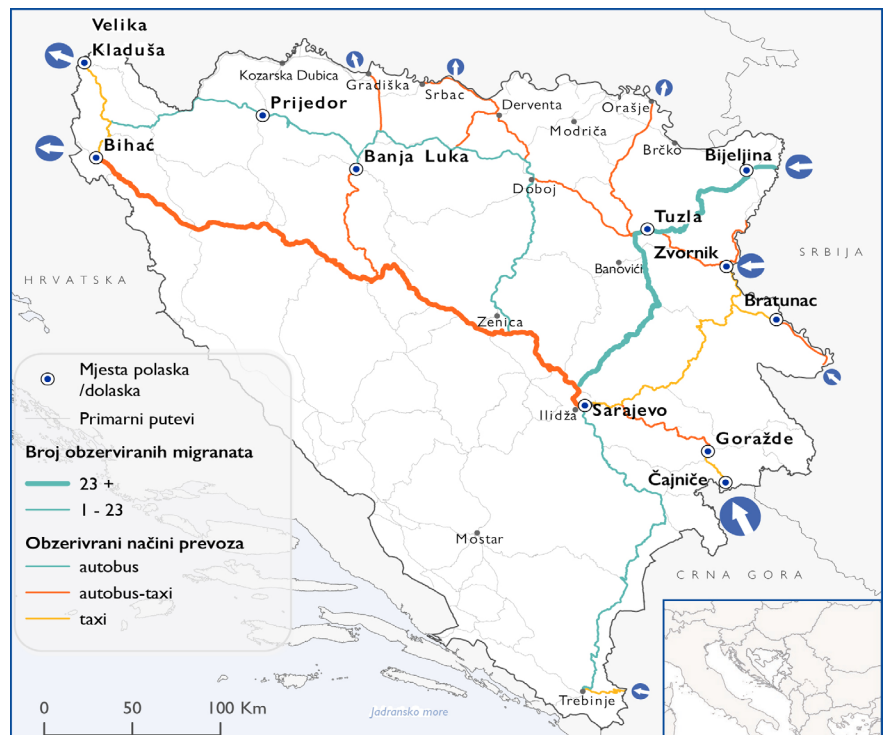 Velika
Kladuša
Kozarska Dubica
Gradiška
Srbac
Prijedor
Derventa
Orašje
Modriča
Brčko
Bihać
Banja Luka
Bijeljina
Doboj
Tuzla
Zvornik
SRBIJA
Banovići
HRVATSKA
Bratunac
Zenica
Mjesta polaska
/dolaska
Primarni putevi
Ilidža
Sarajevo
Broj obzerviranih migranata
Goražde
23 +
Čajniče
1 - 23
Obzerivrani načini prevoza
Mostar
autobus
CRNA GORA
autobus-taxi
taxi
Trebinje
0 50 100 Km
Jadransko more